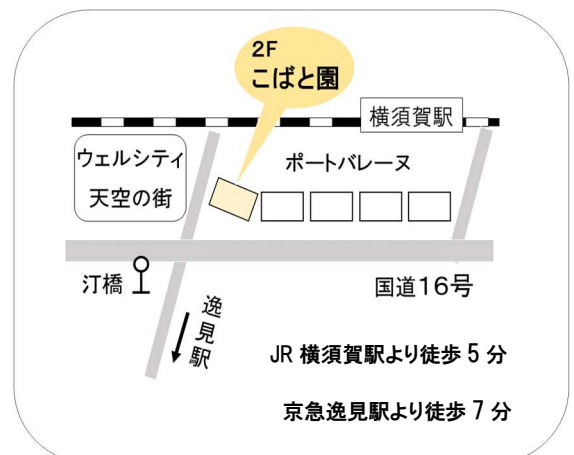 2F
こばと園
横須賀駅
ウェルシティ
天空の街
ポートバレーヌ
汀橋
国道16号
逸見駅
JR 横須賀駅より徒歩 5 分
京急逸見駅より徒歩 7 分